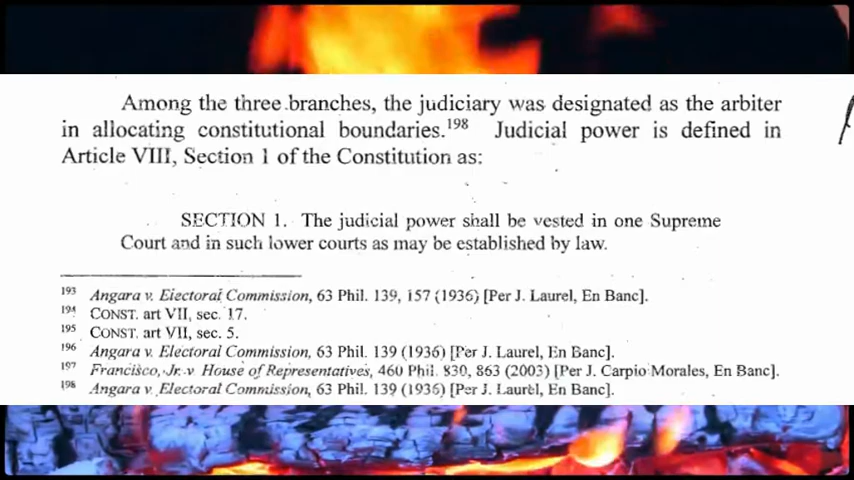 Among the three branches, the judiciary was designated as the arbiter
in allocating constitutional boundaries.198 Judicial power is defined in
Article VIII, Section 1 of the Constitution as:
SECTION 1. The judicial power shall be vested in one Supreme
Court and in such lower courts as may be established by law.
193 Angara v. Electoral Commission, 63 Phil. 139, 157 (1936) [Per J. Laurel, En Banc].
194 CONST. art VII, sec. 17.
195 CONST. art VII, sec. 5.
196 Angara v. Electoral Commission, 63 Phil. 139 (1936) [Per J. Laurel, En Banc].
197 Francisco, Jr. v House of Representatives, 460 Phil. 830, 863 (2003) [Per J. Carpio Morales, En Banc].
198 Angara v. Electoral Commission, 63 Phil. 139 (1936) [Per J. Laurel, En Banc].